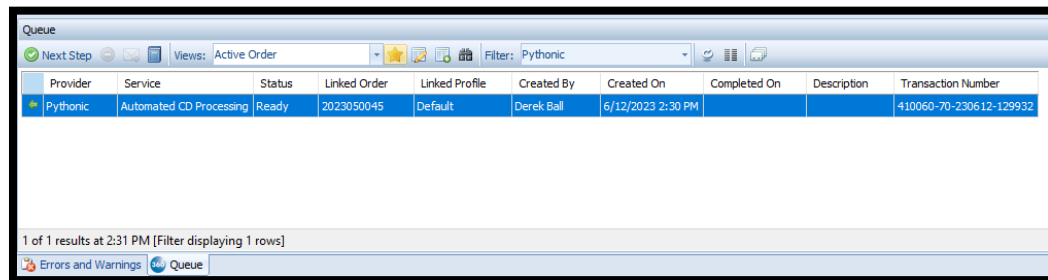 Queue
Next Step Views: Active Order Filter: Pythonic
Provider Service Status Linked Order Linked Profile Created By Created On Completed On Description Transaction Number
Pythonic Automated CD Processing Ready 2023050045 Default Derek Ball 6/12/2023 2:30 PM 410060-70-230612-129932
1 of 1 results at 2:31 PM [Filter displaying 1 rows]
Errors and Warnings 360 Queue